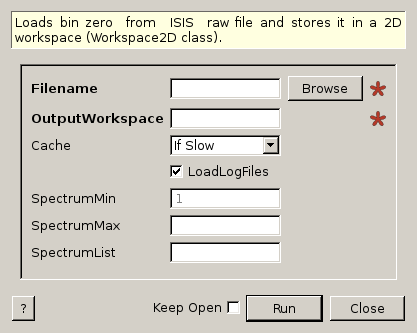 Loads bin zero from ISIS raw file and stores it in a 2D
workspace (Workspace2D class).
Filename
Browse
OutputWorkspace
Cache
If Slow
LoadLogFiles
SpectrumMin
1
SpectrumMax
SpectrumList
?
Keep Open
Run
Close